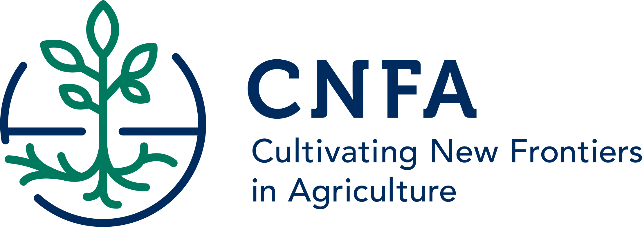 CNFA
Cultivating New Frontiers
in Agriculture